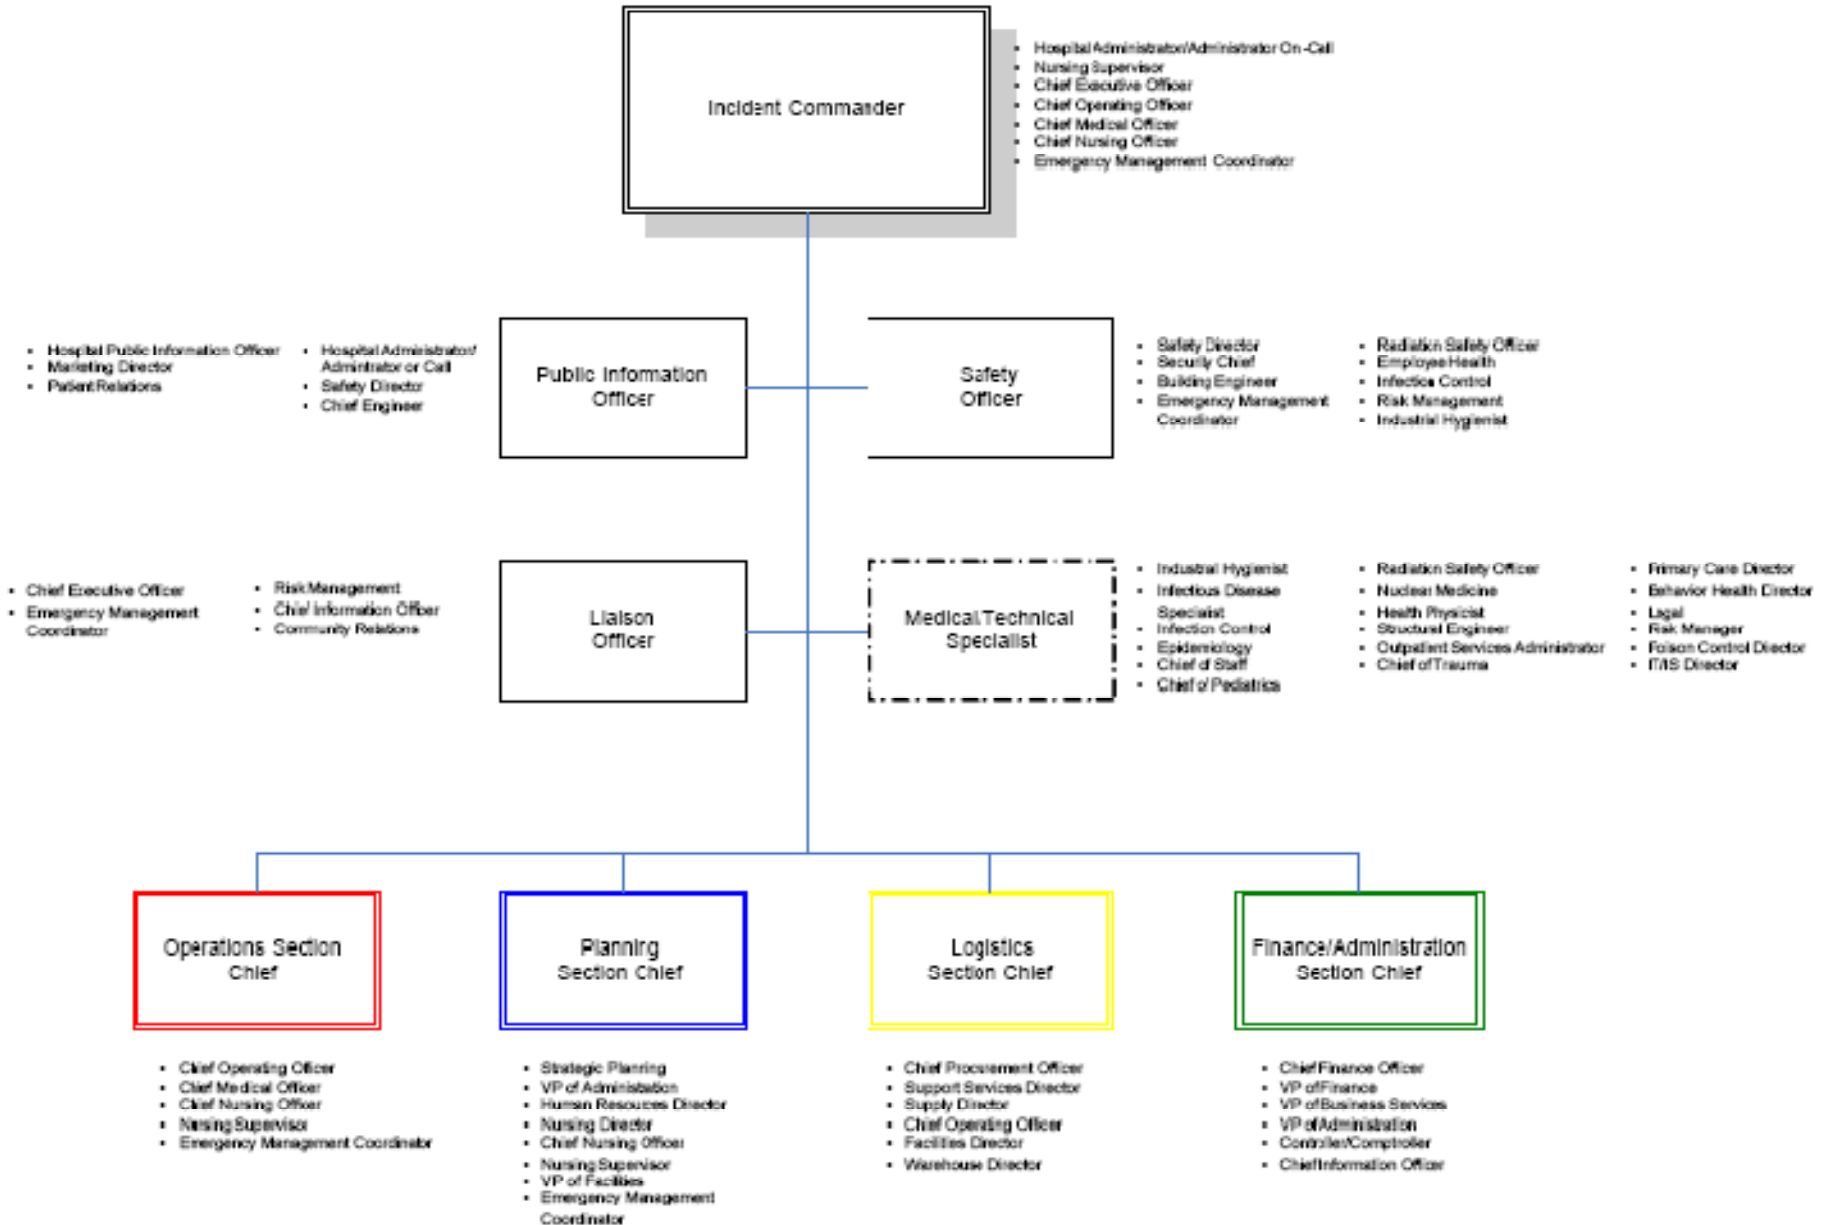 Incident Commander
Hospital Administrator/Administrator On-Call
Nursing Supervisor
Chief Executive Officer
Chief Operating Officer
Chief Medical Officer
Chief Nursing Officer
Emergency Management Coordinator
Hospital Public Information Officer
Marketing Director
Patient Relations
Hospital Administrator/
Admintrator or Call
Safety Director
Chief Engineer
Public Information
Officer
Safety
Officer
Safety Director
Security Chief
Building Engineer
Emergency Management
Coordinator
Radiation Safety Officer
Employee Health
Infection Control
Risk Management
Industrial Hygienist
Chief Executive Officer
Emergency Management
Coordinator
Risk Management
Chief Information Officer
Community Relations
Liaison
Officer
Medical/Technical
Specialist
Industrial Hygienist
Infectious Disease
Specialist
Infection Control
Epidemiology
Chief of Staff
Chief of Pediatrics
Radiation Safety Officer
Nuclear Medicine
Health Physicist
Structural Engineer
Outpatient Services Administrator
Chief of Trauma
Primary Care Director
Behavior Health Director
Legal
Risk Manager
Poison Control Director
IT/IS Director
Operations Section
Chief
Planning
Section Chief
Logistics
Section Chief
Finance/Administration
Section Chief
Chief Operating Officer
Chief Medical Officer
Chief Nursing Officer
Nursing Supervisor
Emergency Management Coordinator
Strategic Planning
VP of Administration
Human Resources Director
Nursing Director
Chief Nursing Officer
Nursing Supervisor
VP of Facilities
Emergency Management
Coordinator
Chief Procurement Officer
Support Services Director
Supply Director
Chief Operating Officer
Facilities Director
Warehouse Director
Chief Finance Officer
VP of Finance
VP of Business Services
VP of Administration
Controller/Comptroller
Chief Information Officer